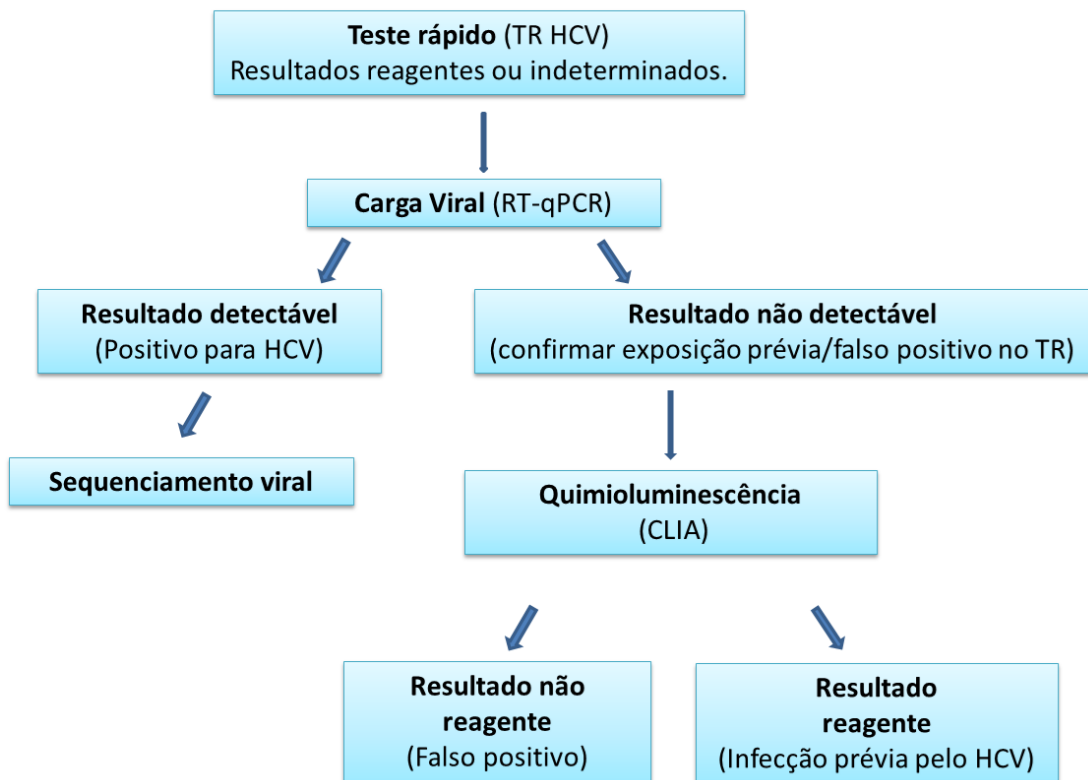 Teste rápido (TR HCV)
Resultados reagentes ou indeterminados.
Carga Viral (RT-qPCR)
Resultado detectável
(Positivo para HCV)
Resultado não detectável
(confirmar exposição prévia/falso positivo no TR)
Sequenciamento viral
Quimioluminescência
(CLIA)
Resultado não
reagente
(Falso positivo)
Resultado
reagente
(Infecção prévia pelo HCV)